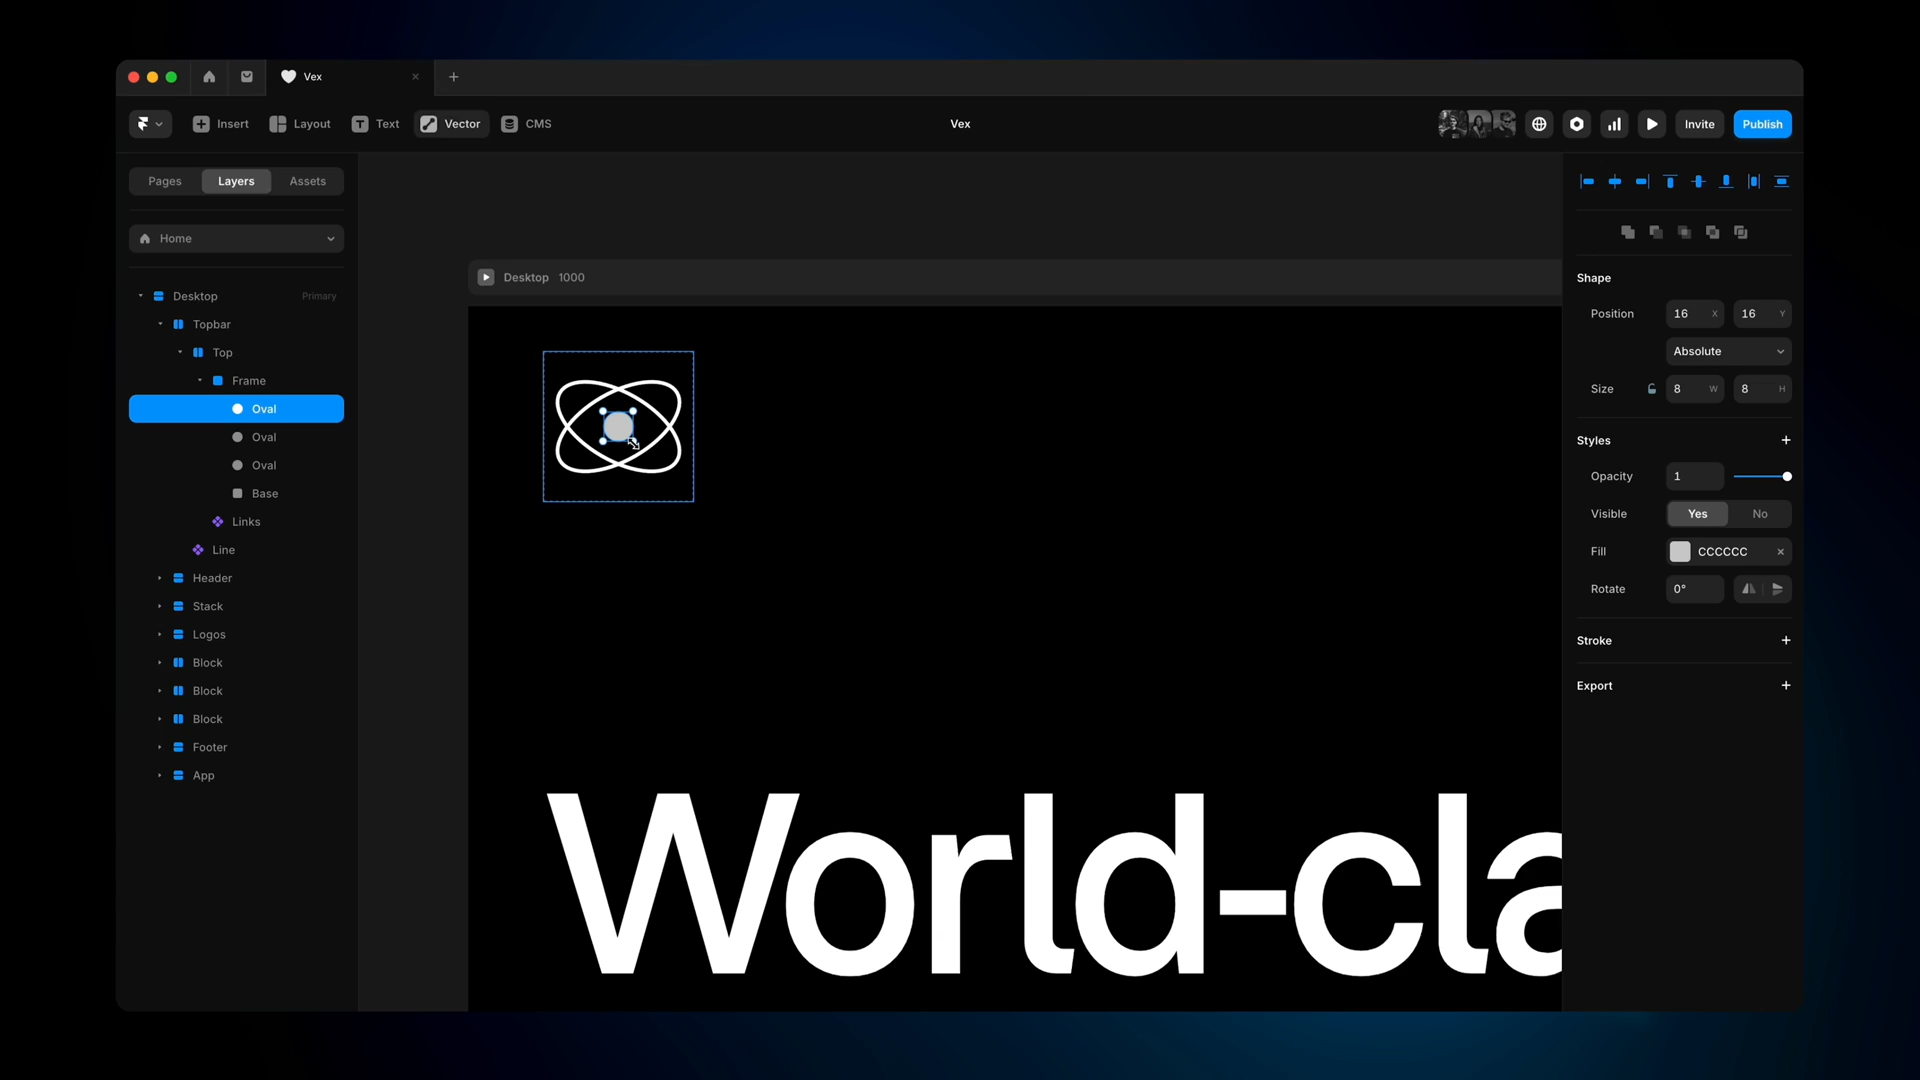 Vex
Insert
Layout
Text
Vector
CMS
Vex
Invite
Publish
Pages
Layers
Assets
Home
Desktop
Primary
Topbar
Top
Frame
Oval
Oval
Oval
Base
Links
Line
Header
Stack
Logos
Block
Block
Block
Footer
App
Desktop 1000
World-cla
Shape
Position 16 X 16 Y
Absolute
Size 8 W 8 H
Styles
Opacity 1
Visible Yes No
Fill CCCCCC
Rotate 0°
Stroke
Export